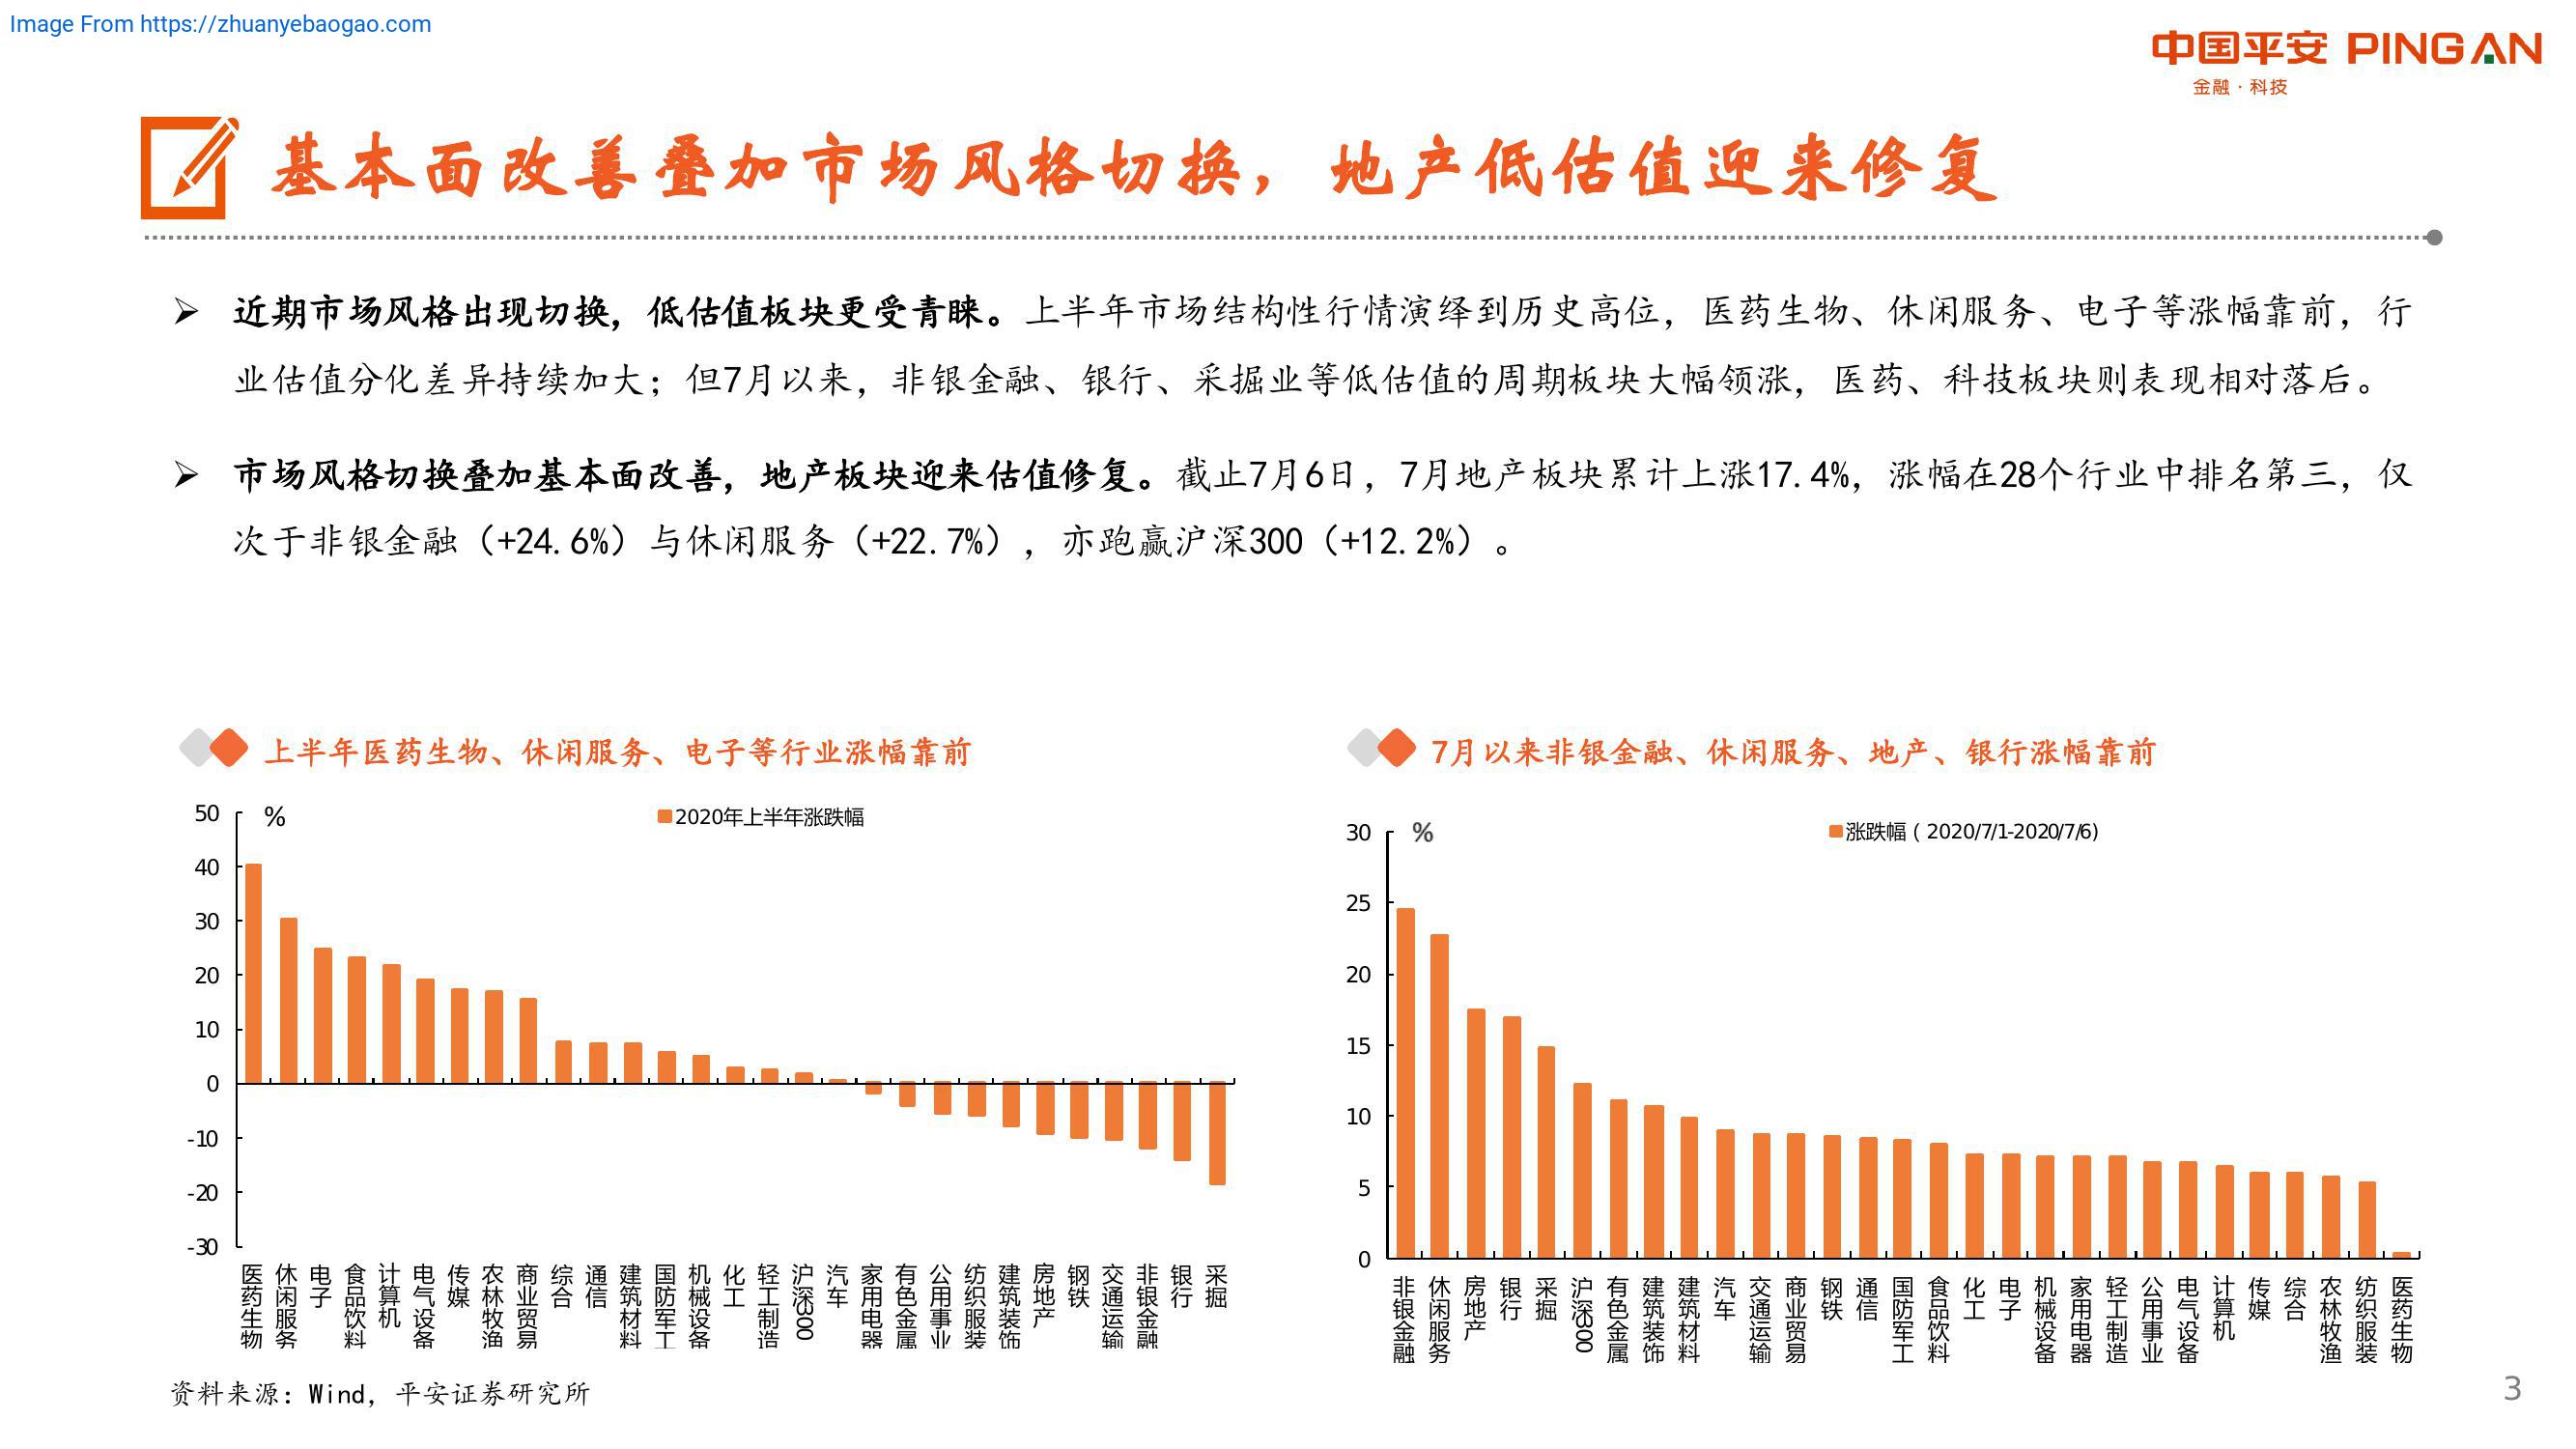 Image From https://zhuanyebaogao.com
中国平安 PING AN
金融·科技
基本面改善叠加市场风格切换，地产低估值迎来修复
近期市场风格出现切换，低估值板块更受青睐。上半年市场结构性行情演绎到历史高位，医药生物、休闲服务、电子等涨幅靠前，行
业估值分化差异持续加大；但7月以来，非银金融、银行、采掘业等低估值的周期板块大幅领涨，医药、科技板块则表现相对落后。
市场风格切换叠加基本面改善，地产板块迎来估值修复。截止7月6日，7月地产板块累计上涨17.4%，涨幅在28个行业中排名第三，仅
次于非银金融（+24.6%）与休闲服务（+22.7%），亦跑赢沪深300（+12.2%）。
上半年医药生物、休闲服务、电子等行业涨幅靠前
%
2020年上半年涨跌幅
50
40
30
20
10
0
-10
-20
-30
医药生物
休闲服务
电子
食品饮料
计算机
电气设备
传媒
农林牧渔
商业贸易
综合
通信
建筑材料
国防军工
机械设备
化工
轻工制造
沪深300
汽车
家用电器
有色金属
公用事业
纺织服装
建筑装饰
房地产
钢铁
交通运输
非银金融
银行
采掘
7月以来非银金融、休闲服务、地产、银行涨幅靠前
%
涨跌幅（2020/7/1-2020/7/6)
30
25
20
15
10
5
0
非银金融
休闲服务
房地产
银行
采掘
沪深300
有色金属
建筑装饰
建筑材料
汽车
交通运输
商业贸易
钢铁
通信
国防军工
食品饮料
化工
电子
机械设备
家用电器
轻工制造
公用事业
电气设备
计算机
传媒
综合
农林牧渔
纺织服装
医药生物
资料来源：Wind，平安证券研究所
3